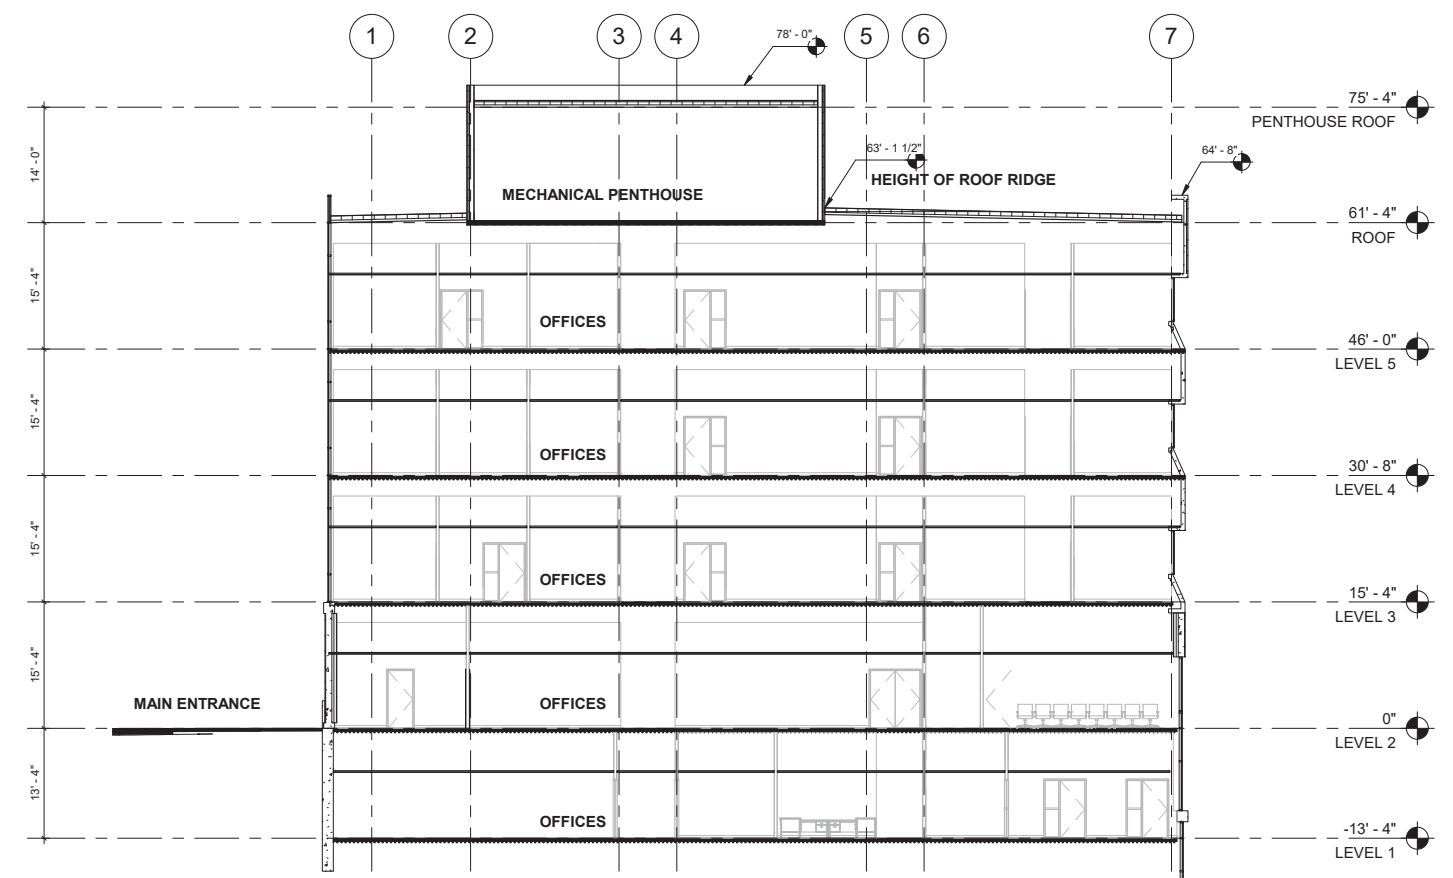 1
2
3
4
5
6
7
78' - 0"
75' - 4"
PENTHOUSE ROOF
63' - 1 1/2"
64' - 8"
14' - 0"
HEIGHT OF ROOF RIDGE
MECHANICAL PENTHOUSE
61' - 4"
ROOF
15' - 4"
OFFICES
46' - 0"
LEVEL 5
15' - 4"
OFFICES
30' - 8"
LEVEL 4
15' - 4"
OFFICES
15' - 4"
LEVEL 3
15' - 4"
MAIN ENTRANCE
OFFICES
0"
LEVEL 2
13' - 4"
OFFICES
-13' - 4"
LEVEL 1